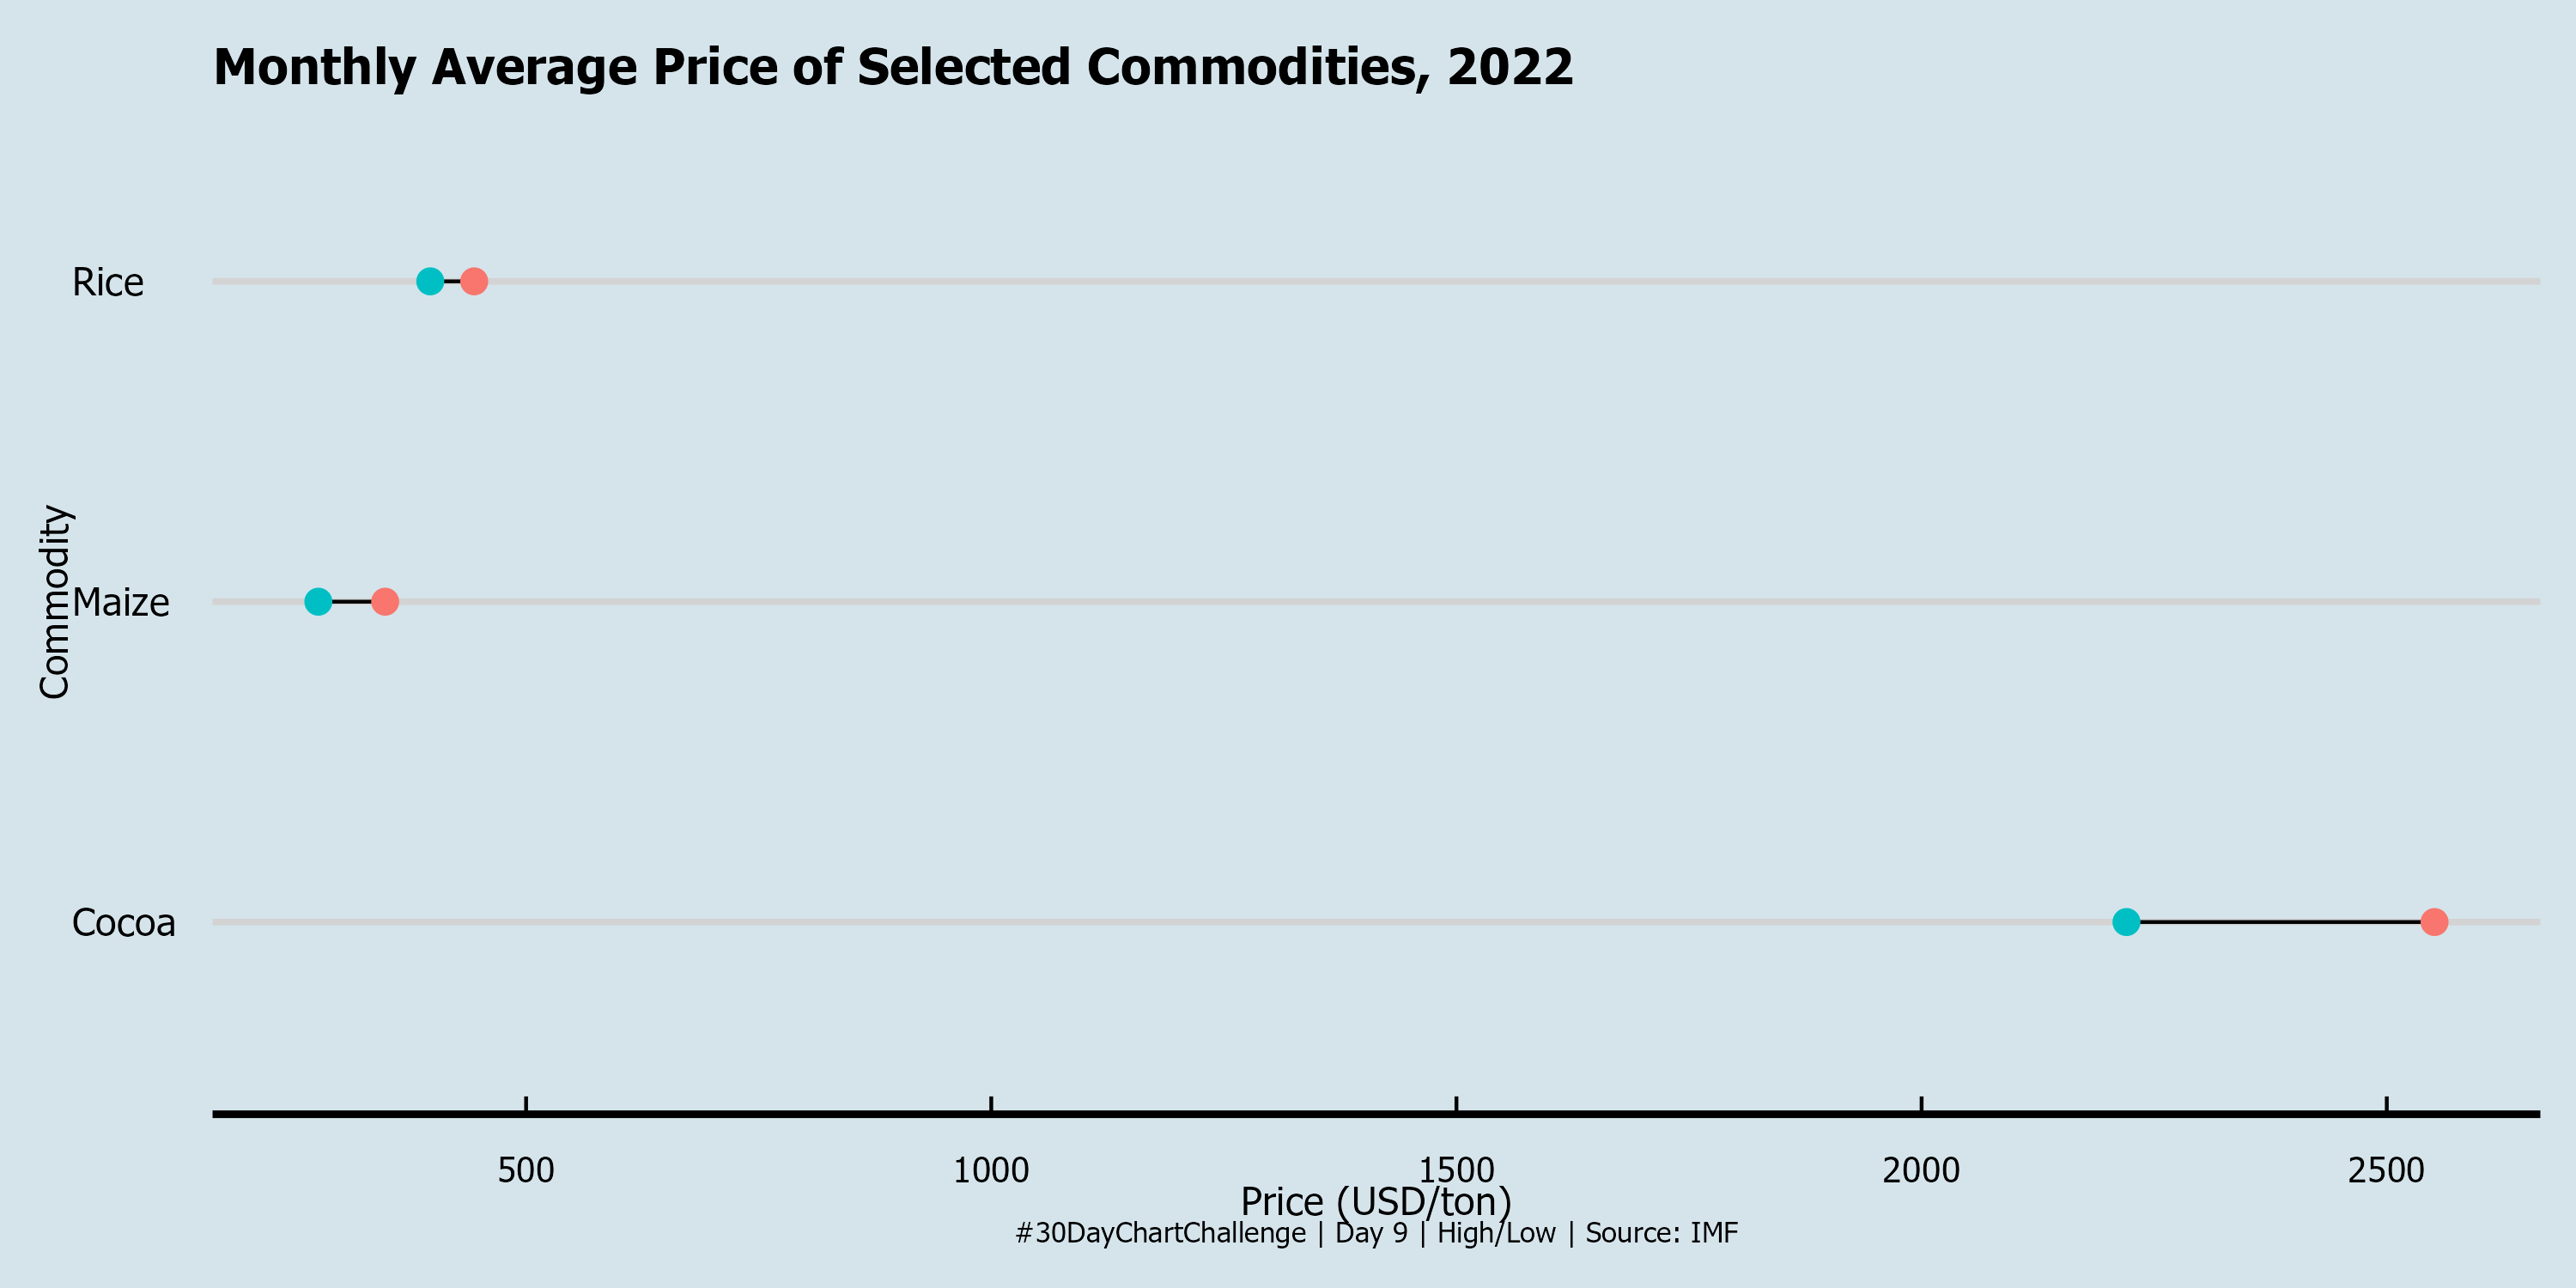 Monthly Average Price of Selected Commodities, 2022
Commodity
Rice
Maize
Cocoa
500 1000 1500 2000 2500
Price (USD/ton)
#30DayChartChallenge | Day 9 | High/Low | Source: IMF